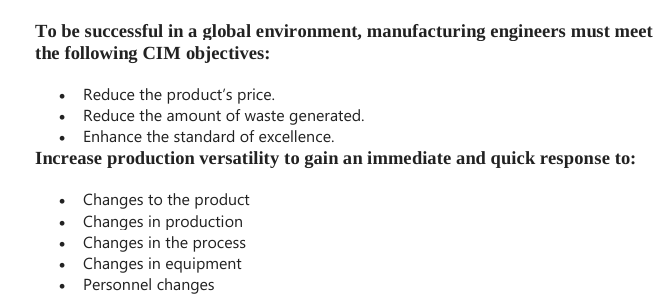 To be successful in a global environment, manufacturing engineers must meet
the following CIM objectives:
• Reduce the product's price.
• Reduce the amount of waste generated.
• Enhance the standard of excellence.
Increase production versatility to gain an immediate and quick response to:
• Changes to the product
• Changes in production
• Changes in the process
• Changes in equipment
• Personnel changes